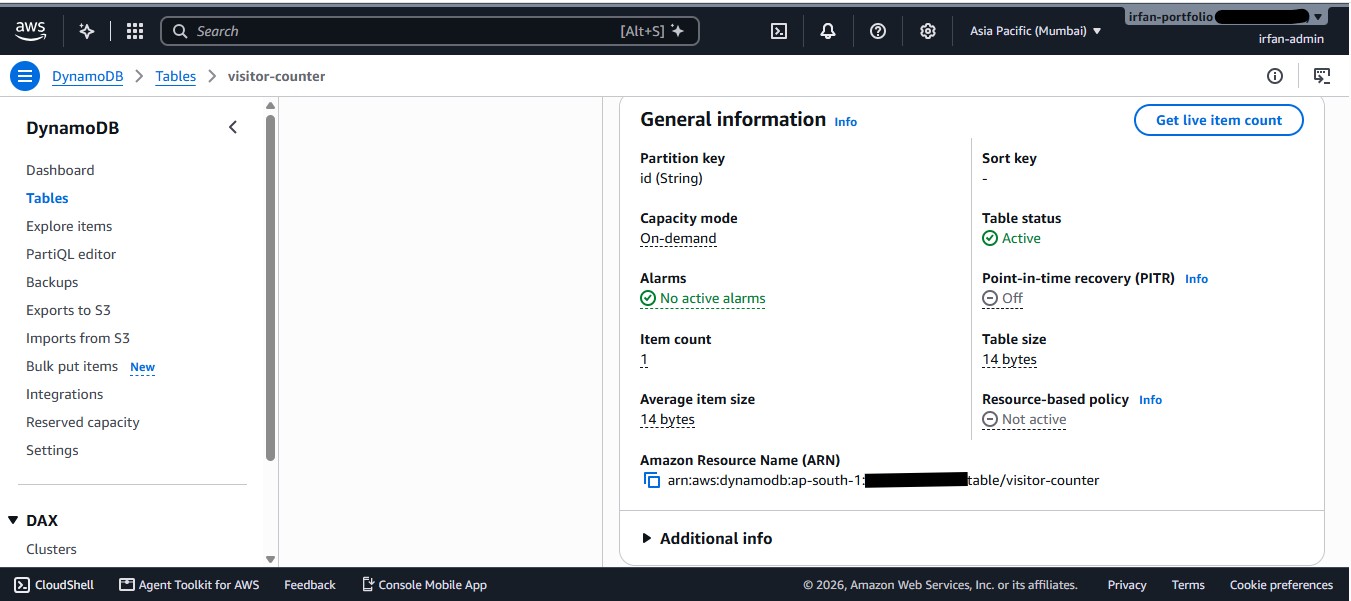 aws
Search [Alt+S]
Asia Pacific (Mumbai)
irfan-portfolio
irfan-admin
DynamoDB
Tables
visitor-counter
DynamoDB
Dashboard
Tables
Explore items
PartiQL editor
Backups
Exports to S3
Imports from S3
Bulk put items New
Integrations
Reserved capacity
Settings
DAX
Clusters
General information Info
Get live item count
Partition key
id (String)
Sort key
-
Capacity mode
On-demand
Table status
Active
Alarms
No active alarms
Point-in-time recovery (PITR) Info
Off
Item count
1
Table size
14 bytes
Average item size
14 bytes
Resource-based policy Info
Not active
Amazon Resource Name (ARN)
arn:aws:dynamodb:ap-south-1: table/visitor-counter
Additional info
CloudShell
Agent Toolkit for AWS
Feedback
Console Mobile App
© 2026, Amazon Web Services, Inc. or its affiliates.
Privacy
Terms
Cookie preferences